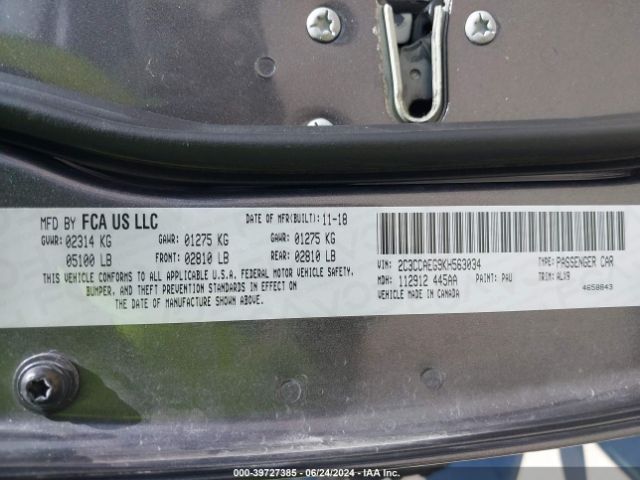 MFD BY FCA US LLC DATE OF MFR(BUILT): 11-18
GVWR: 02314 KG GAWR: 01275 KG GAWR: 01275 KG
05100 LB FRONT: 02810 LB REAR: 02810 LB
THIS VEHICLE CONFORMS TO ALL APPLICABLE U.S.A. FEDERAL MOTOR VEHICLE SAFETY,
BUMPER, AND THEFT PREVENTION STANDARDS IN EFFECT ON
THE DATE OF MANUFACTURE SHOWN ABOVE.
VIN: 2C3CCAEG9KH563034 TYPE: PASSENGER CAR
MDH: 112912 445AA PAINT: PAU TRIM: ALX9
VEHICLE MADE IN CANADA 4658843
000-39727385 - 06/24/2024 - IAA Inc.